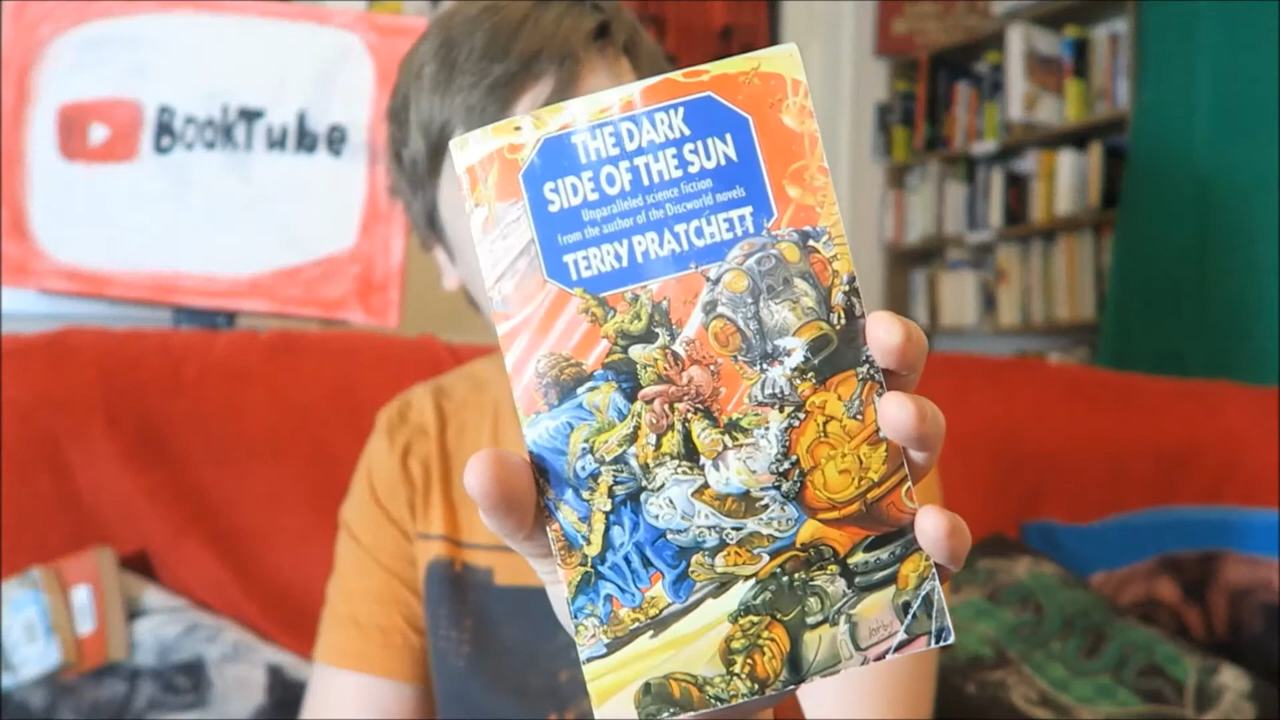 BookTube
THE DARK
SIDE OF THE SUN
Unparalleled science fiction
from the author of the Discworld novels
TERRY PRATCHETT